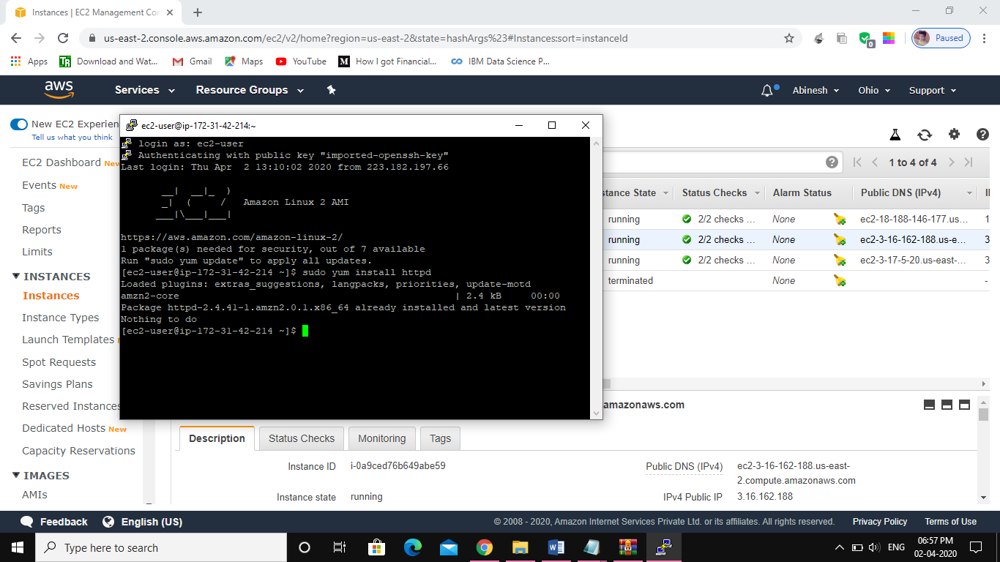 Instances | EC2 Management Con
us-east-2.console.aws.amazon.com/ec2/v2/home?region=us-east-2&state=hashArgs%23#Instances:sort=instanceId
Paused
0
Apps
TR Download and Wat...
Gmail
Maps
YouTube
M How I got Financial...
IBM Data Science P...
aws
Services
Resource Groups
Abinesh
Ohio
Support
New EC2 Experien
Tell us what you think
EC2 Dashboard New
Events New
Tags
Reports
Limits
INSTANCES
Instances
Instance Types
Launch Templates
Spot Requests
Savings Plans
Reserved Instances
Dedicated Hosts New
Capacity Reservations
IMAGES
AMIs
ec2-user@ip-172-31-42-214:~
login as: ec2-user
Authenticating with public key "imported-openssh-key"
Last login: Thu Apr  2 13:10:02 2020 from 223.182.197.66
       __|  __|_  )
       _|  (     /   Amazon Linux 2 AMI
      ___|\___|___|
https://aws.amazon.com/amazon-linux-2/
1 package(s) needed for security, out of 7 available
Run "sudo yum update" to apply all updates.
[ec2-user@ip-172-31-42-214 ~]$ sudo yum install httpd
Loaded plugins: extras_suggestions, langpacks, priorities, update-motd
amzn2-core | 2.4 kB 00:00
Package httpd-2.4.41-1.amzn2.0.1.x86_64 already installed and latest version
Nothing to do
[ec2-user@ip-172-31-42-214 ~]$
1 to 4 of 4
stance State Status Checks Alarm Status Public DNS (IPv4)
running 2/2 checks ... None ec2-18-188-146-177.us... 1
running 2/2 checks ... None ec2-3-16-162-188.us-e... 3
running 2/2 checks ... None ec2-3-17-5-20.us-east-... 3
terminated None -
amazonaws.com
Description
Status Checks
Monitoring
Tags
Instance ID i-0a9ced76b649abe59
Public DNS (IPv4) ec2-3-16-162-188.us-east-
2.compute.amazonaws.com
Instance state running
IPv4 Public IP 3.16.162.188
Feedback
English (US)
© 2008 - 2020, Amazon Internet Services Private Ltd. or its affiliates. All rights reserved.
Privacy Policy
Terms of Use
Type here to search
ENG
06:57 PM
02-04-2020